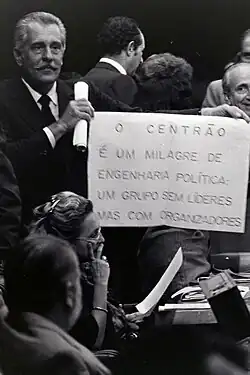 O CENTRÃO
É UM MILAGRE DE
ENGENHARIA POLÍTICA:
UM GRUPO SEM LÍDERES
MAS COM ORGANIZADORES